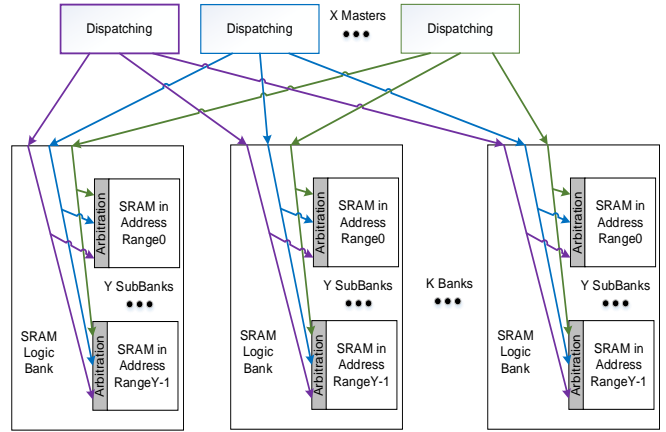 X Masters
Dispatching
Dispatching
Dispatching
●●●
Arbitration
SRAM in
Address
Range0
Y SubBanks
●●●
SRAM
Logic
Bank
Arbitration
SRAM in
Address
RangeY-1
Arbitration
SRAM in
Address
Range0
Y SubBanks
●●●
SRAM
Logic
Bank
Arbitration
SRAM in
Address
RangeY-1
K Banks
●●●
Arbitration
SRAM in
Address
Range0
Y SubBanks
●●●
SRAM
Logic
Bank
Arbitration
SRAM in
Address
RangeY-1